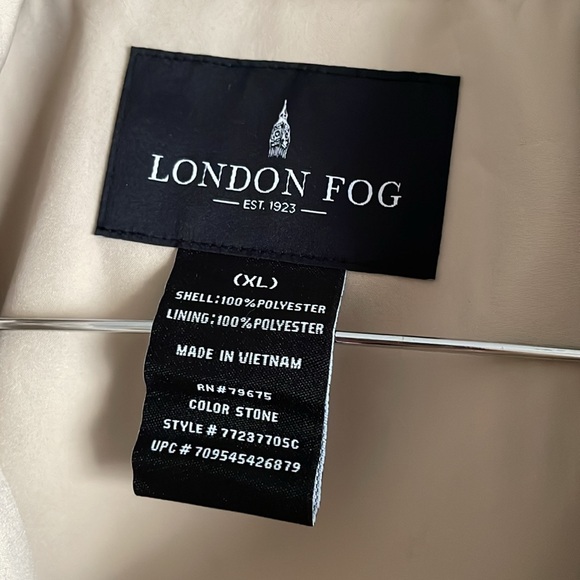 LONDON FOG
EST. 1923
(XL)
SHELL:100%POLYESTER
LINING:100%POLYESTER
MADE IN VIETNAM
RN#79675
COLOR STONE
STYLE # 7723770SC
UPC# 709545426879